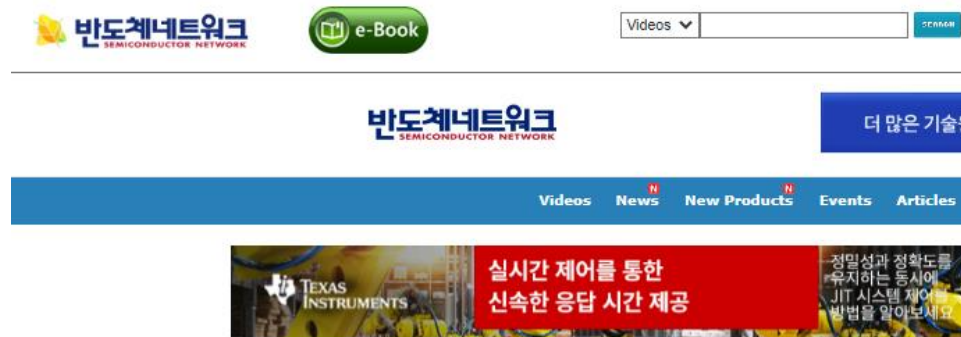 반도체네트워크
SEMICONDUCTOR NETWORK
e-Book
Videos
SEARCH
반도체네트워크
SEMICONDUCTOR NETWORK
더 많은 기술
Videos
N
News
N
New Products
Events
Articles
TEXAS
INSTRUMENTS
실시간 제어를 통한
신속한 응답 시간 제공
정밀성과 정확도를
유지하는 동시에
JIT 시스템 제어를
방법을 알아보세요